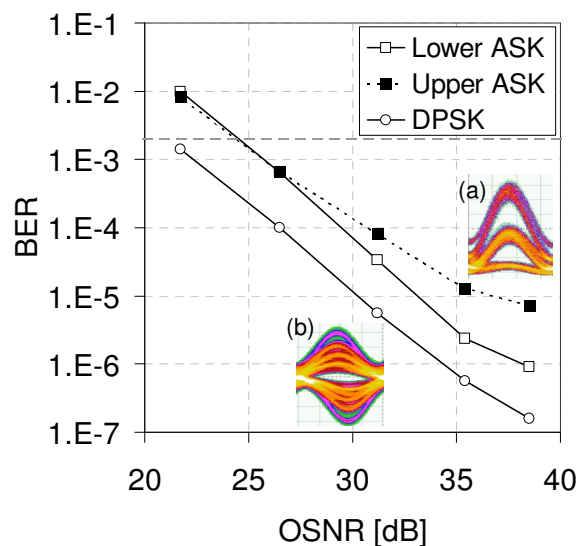 1.E-1
1.E-2
1.E-3
1.E-4
1.E-5
1.E-6
1.E-7
BER
Lower ASK
Upper ASK
DPSK
(a)
(b)
20 25 30 35 40
OSNR [dB]